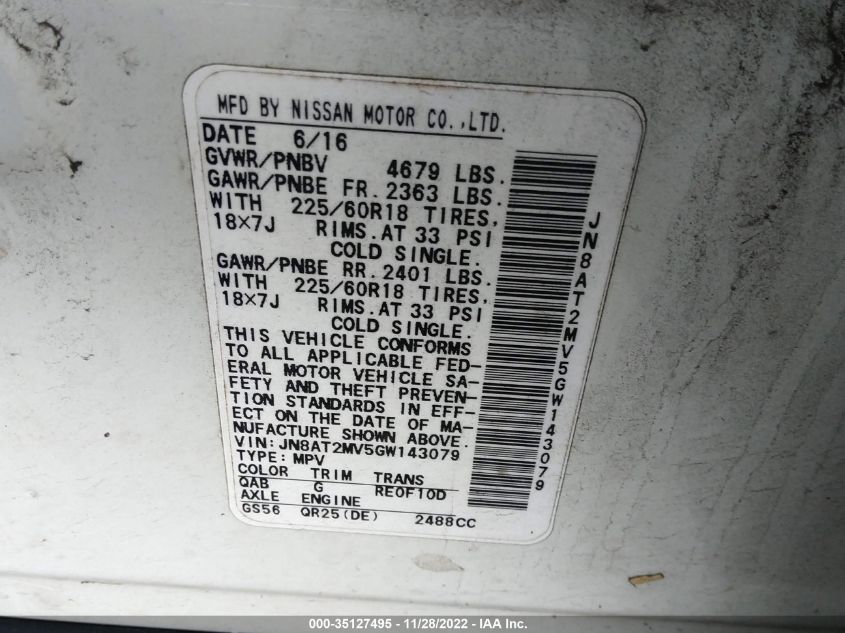 MFD BY NISSAN MOTOR CO.,LTD.
DATE 6/16
GVWR/PNBV 4679 LBS.
GAWR/PNBE FR. 2363 LBS.
WITH 225/60R18 TIRES,
18×7J RIMS.AT 33 PSI
COLD SINGLE.
GAWR/PNBE RR. 2401 LBS.
WITH 225/60R18 TIRES,
18×7J RIMS.AT 33 PSI
COLD SINGLE.
THIS VEHICLE CONFORMS
TO ALL APPLICABLE FED-
ERAL MOTOR VEHICLE SA-
FETY AND THEFT PREVEN-
TION STANDARDS IN EFF-
ECT ON THE DATE OF MA-
NUFACTURE SHOWN ABOVE.
VIN:JN8AT2MV5GW143079
TYPE:MPV
COLOR TRIM TRANS
QAB G RE0F10D
AXLE ENGINE
GS56 QR25(DE) 2488CC
JN8AT2MV5GW143079
000-35127495 - 11/28/2022 - IAA Inc.